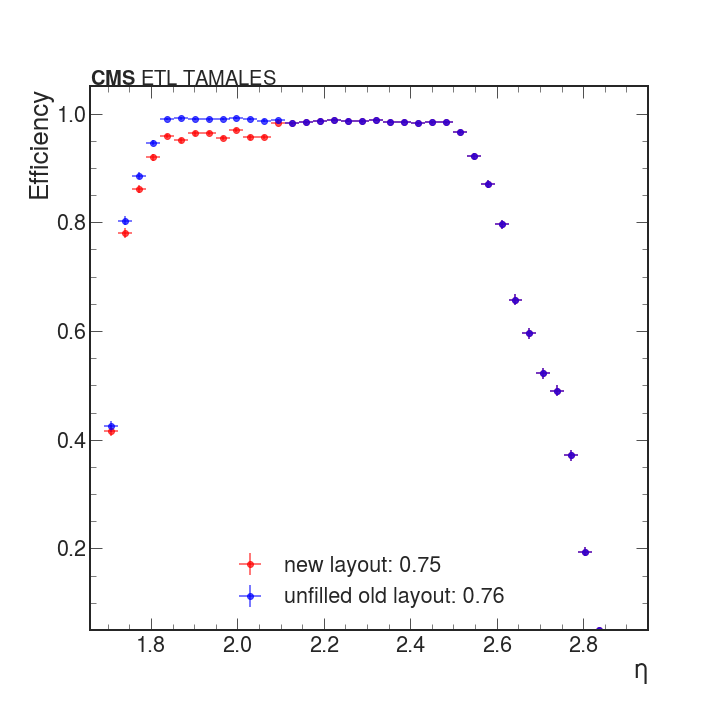 CMS ETL TAMALES
Efficiency
1.0
0.8
0.6
0.4
0.2
new layout: 0.75
unfilled old layout: 0.76
1.8 2.0 2.2 2.4 2.6 2.8
η